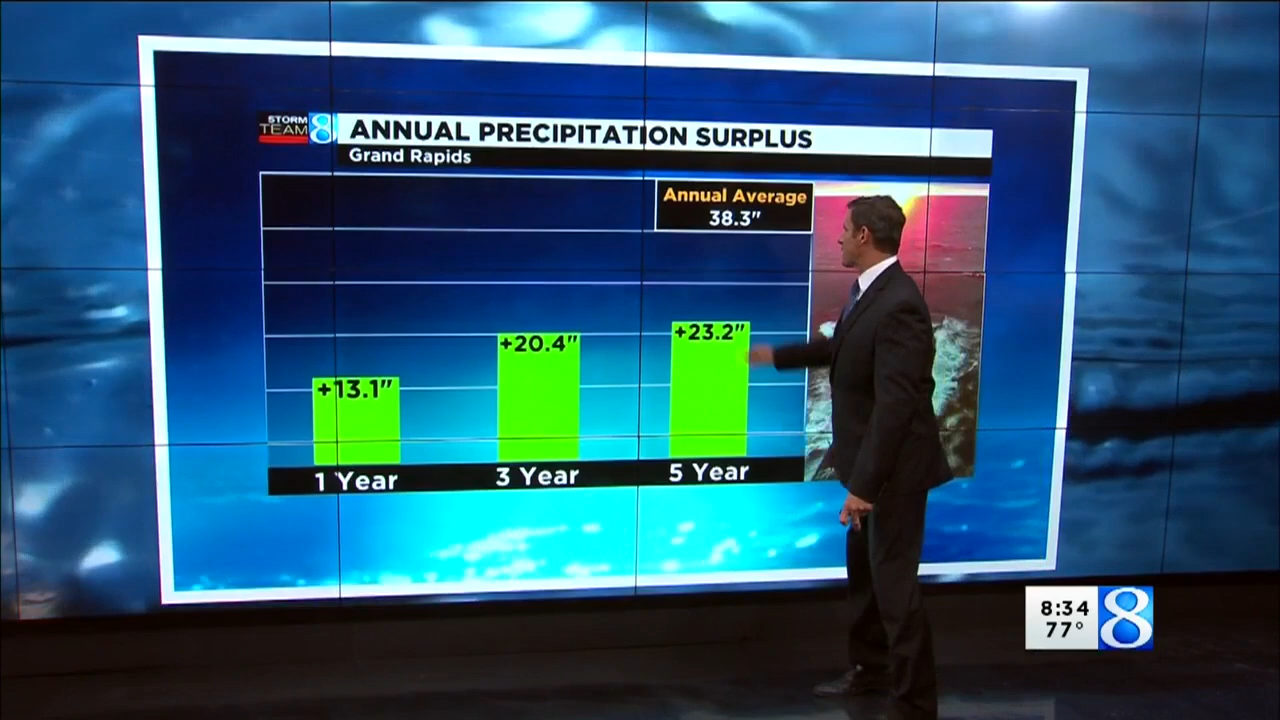 STORM
TEAM 8
ANNUAL PRECIPITATION SURPLUS
Grand Rapids
Annual Average
38.3"
+13.1"
+20.4"
+23.2"
1 Year
3 Year
5 Year
8:34
77°
8